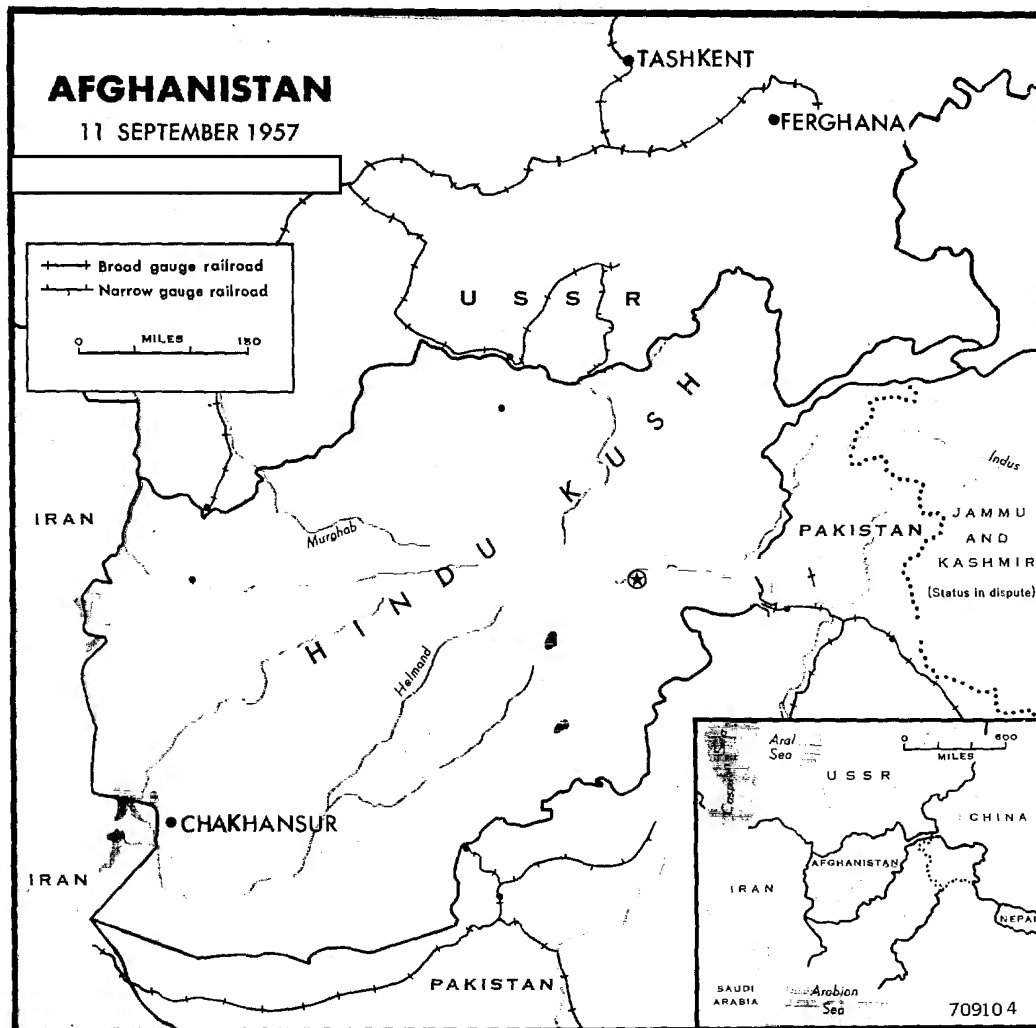 AFGHANISTAN
11 SEPTEMBER 1957
TASHKENT
FERGHANA
Broad gauge railroad
Narrow gauge railroad
0 MILES 150
U S S R
H I N D U K U S H
IRAN
Murghab
Indus
PAKISTAN
JAMMU
AND
KASHMIR
(Status in dispute)
Helmand
CHAKHANSUR
IRAN
PAKISTAN
Aral
Sea
0 600
MILES
USSR
Caspian
CHINA
AFGHANISTAN
IRAN
NEPAL
SAUDI
ARABIA
Arabian
Sea
709104